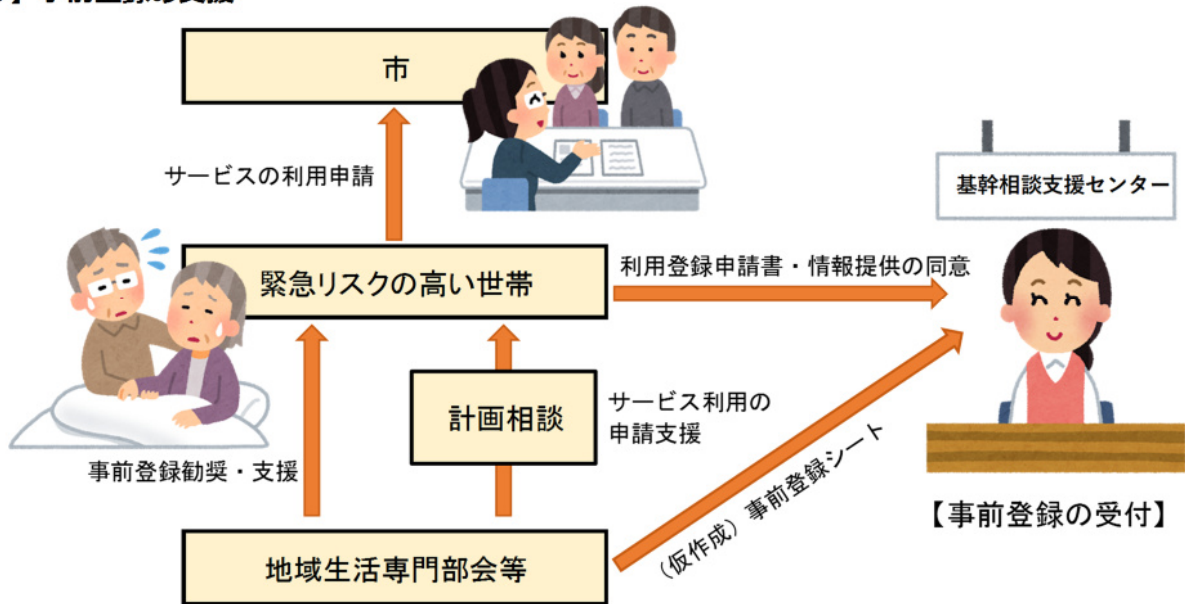 市
サービスの利用申請
基幹相談支援センター
緊急リスクの高い世帯
利用登録申請書・情報提供の同意
計画相談
サービス利用の
申請支援
事前登録勧奨・支援
(仮作成)事前登録シート
【事前登録の受付】
地域生活専門部会等